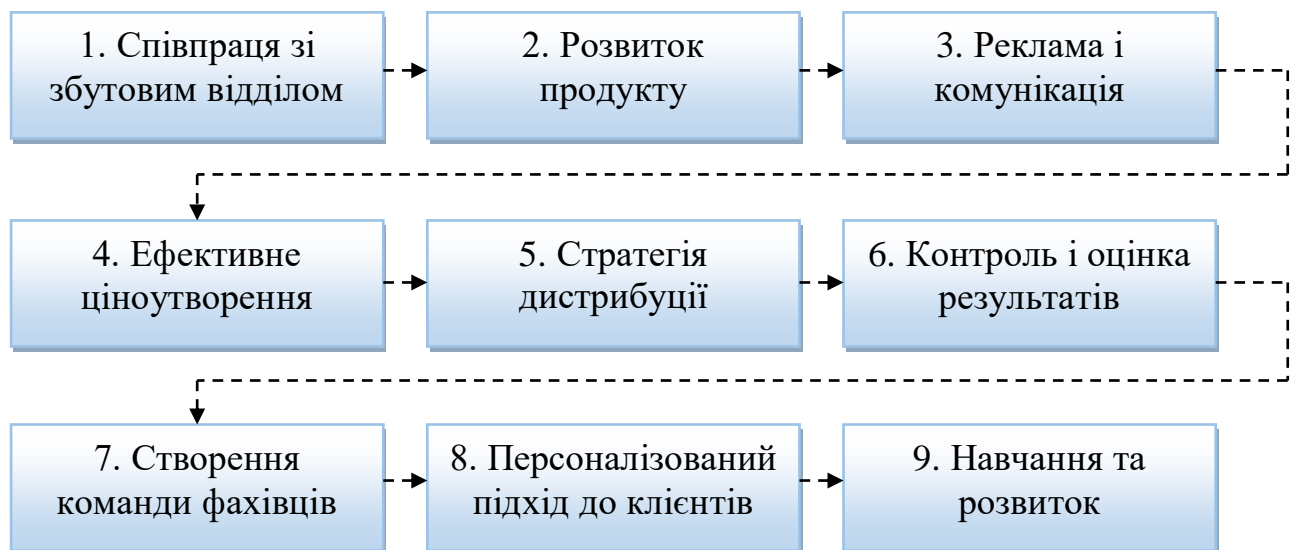 1. Співпраця зі
збутовим відділом
2. Розвиток
продукту
3. Реклама і
комунікація
4. Ефективне
ціноутворення
5. Стратегія
дистрибуції
6. Контроль і оцінка
результатів
7. Створення
команди фахівців
8. Персоналізований
підхід до клієнтів
9. Навчання та
розвиток